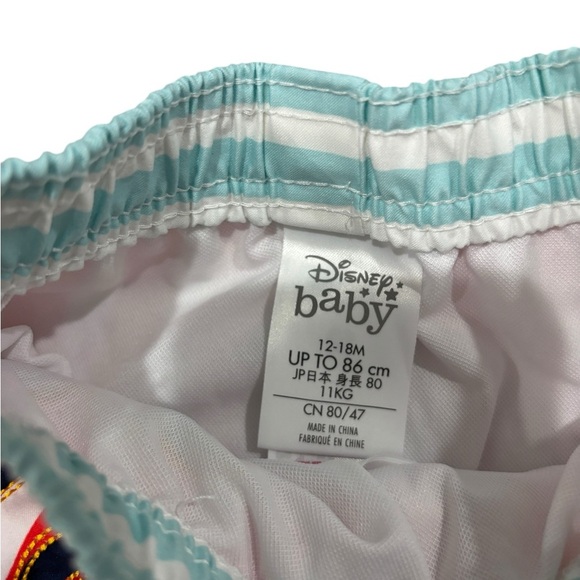 Disney
baby
12-18M
UP TO 86 cm
JP日本 身長 80
11KG
CN 80/47
MADE IN CHINA
FABRIQUÉ EN CHINE